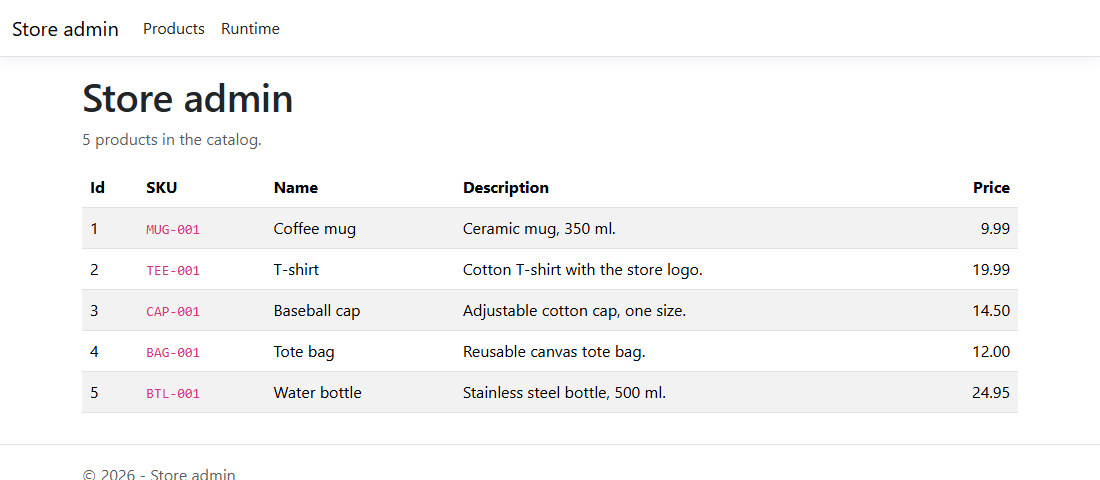 Store admin Products Runtime
Store admin
5 products in the catalog.
Id SKU Name Description Price
1 MUG-001 Coffee mug Ceramic mug, 350 ml. 9.99
2 TEE-001 T-shirt Cotton T-shirt with the store logo. 19.99
3 CAP-001 Baseball cap Adjustable cotton cap, one size. 14.50
4 BAG-001 Tote bag Reusable canvas tote bag. 12.00
5 BTL-001 Water bottle Stainless steel bottle, 500 ml. 24.95
© 2026 - Store admin